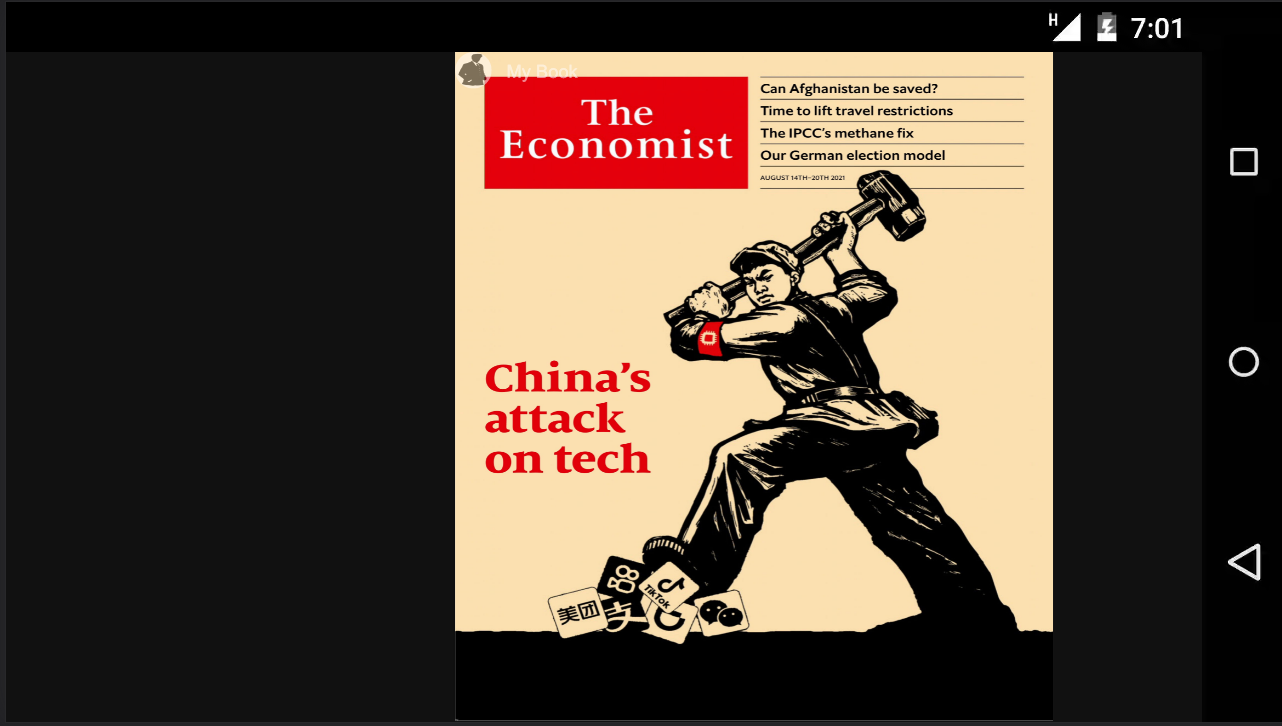 H 7:01
My Book
The
Economist
Can Afghanistan be saved?
Time to lift travel restrictions
The IPCC's methane fix
Our German election model
AUGUST 14TH–20TH 2021
China's
attack
on tech
TikTok
美团
支